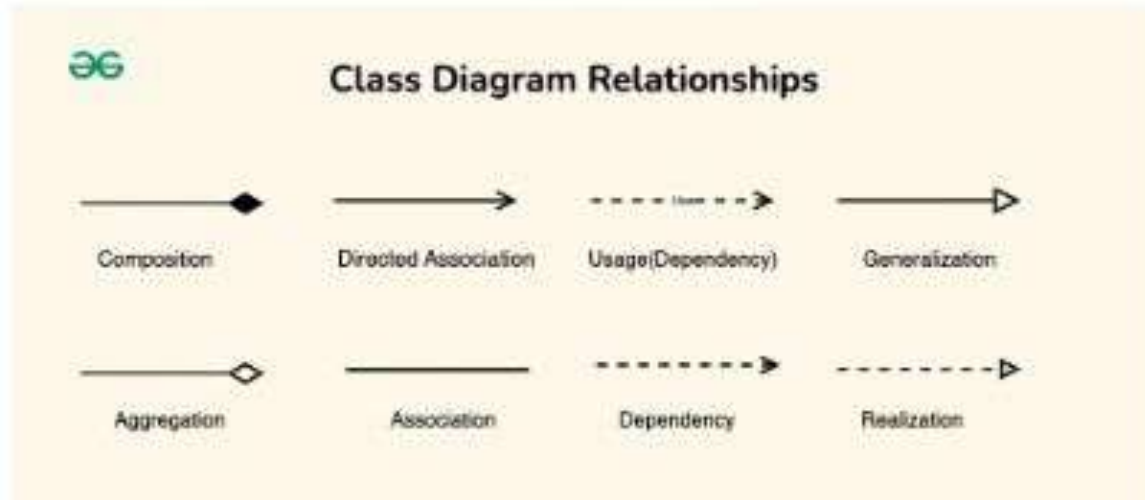 Class Diagram Relationships
Composition
Directed Association
Usage(Dependency)
Generalization
Aggregation
Association
Dependency
Realization